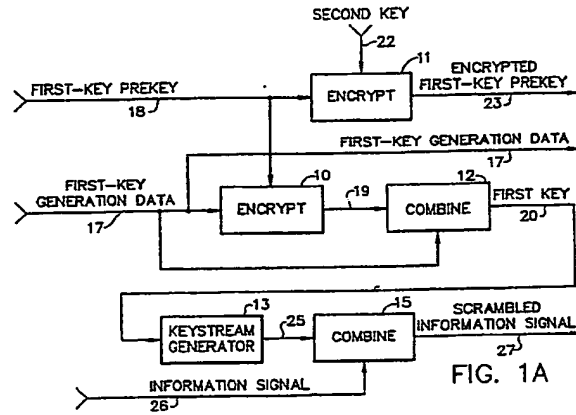 SECOND KEY
22
11
ENCRYPT
ENCRYPTED
FIRST-KEY PREKEY
23
FIRST-KEY PREKEY
18
FIRST-KEY GENERATION DATA
17
FIRST-KEY
GENERATION DATA
17
10
ENCRYPT
19
12
COMBINE
FIRST KEY
20
13
KEYSTREAM
GENERATOR
25
15
COMBINE
SCRAMBLED
INFORMATION SIGNAL
27
INFORMATION SIGNAL
26
FIG. 1A